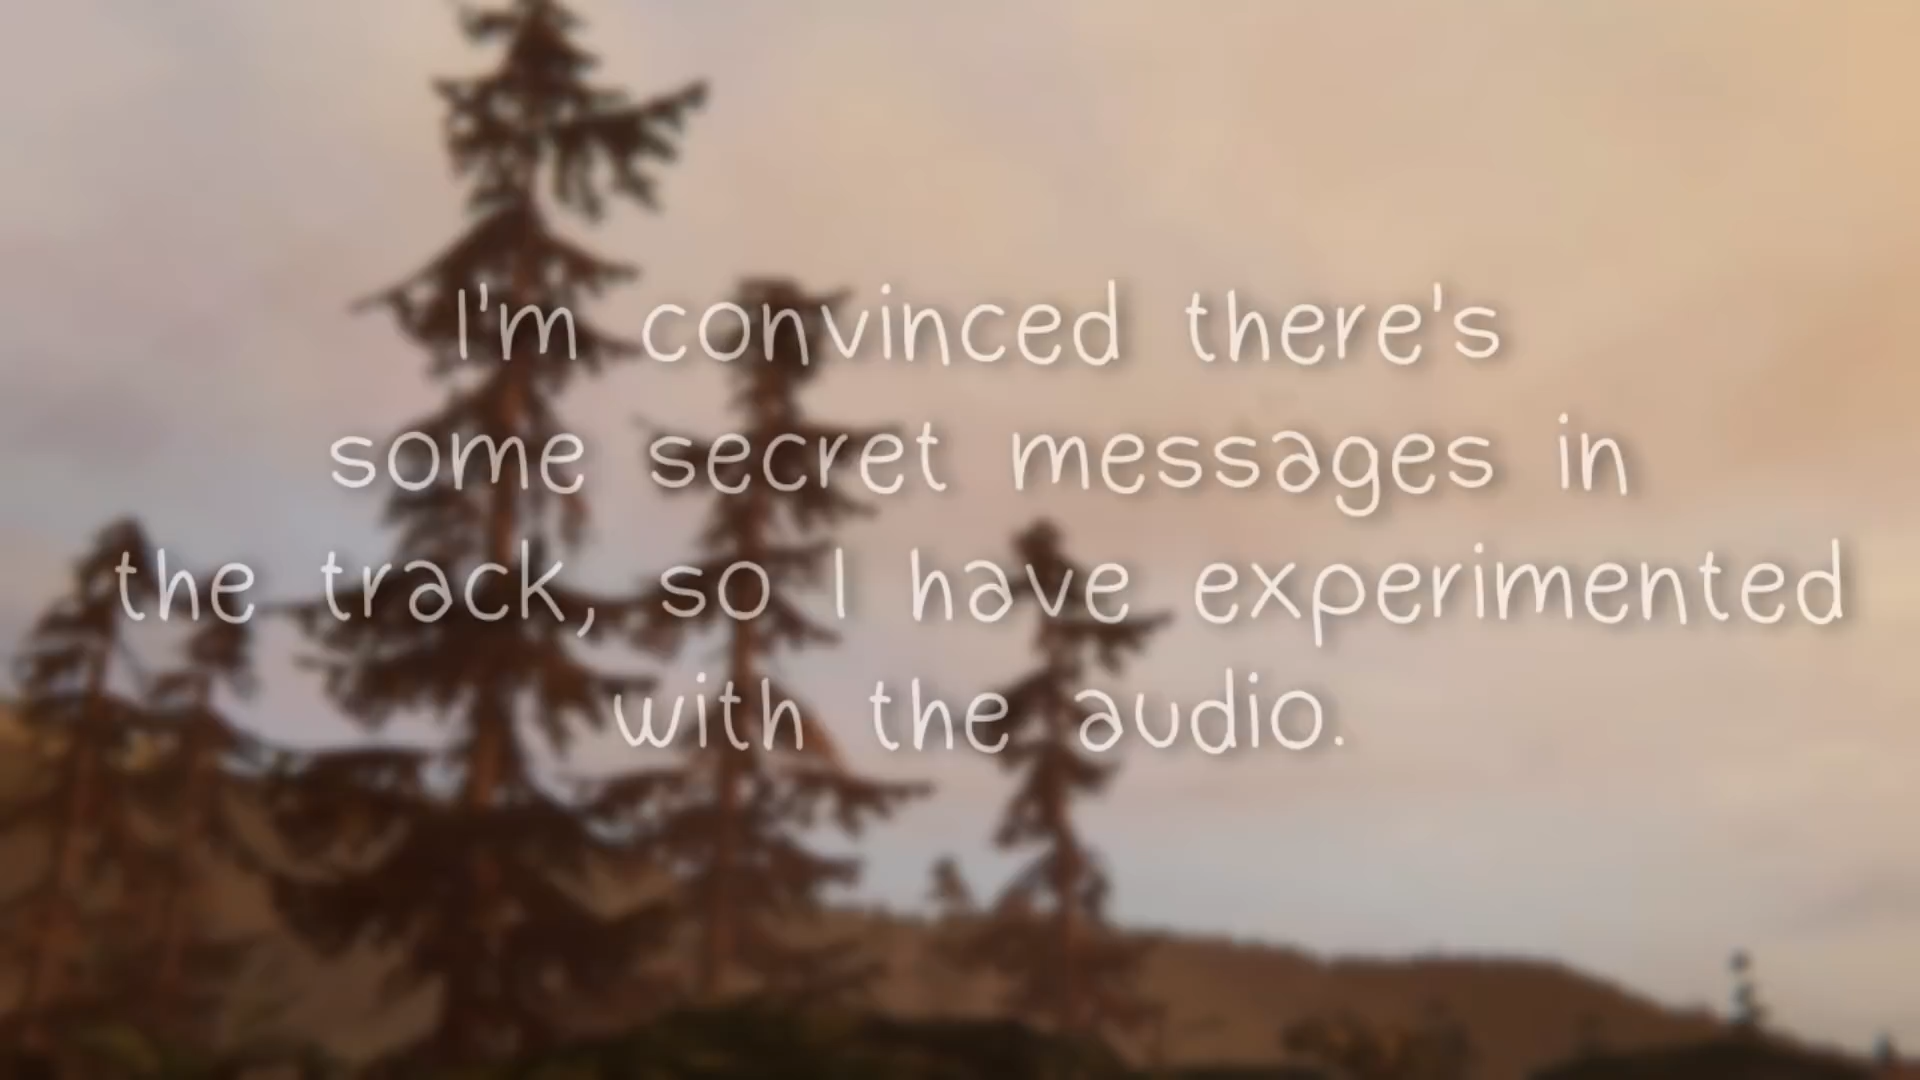 I'm convinced there's
some secret messages in
the track, so I have experimented
with the audio.